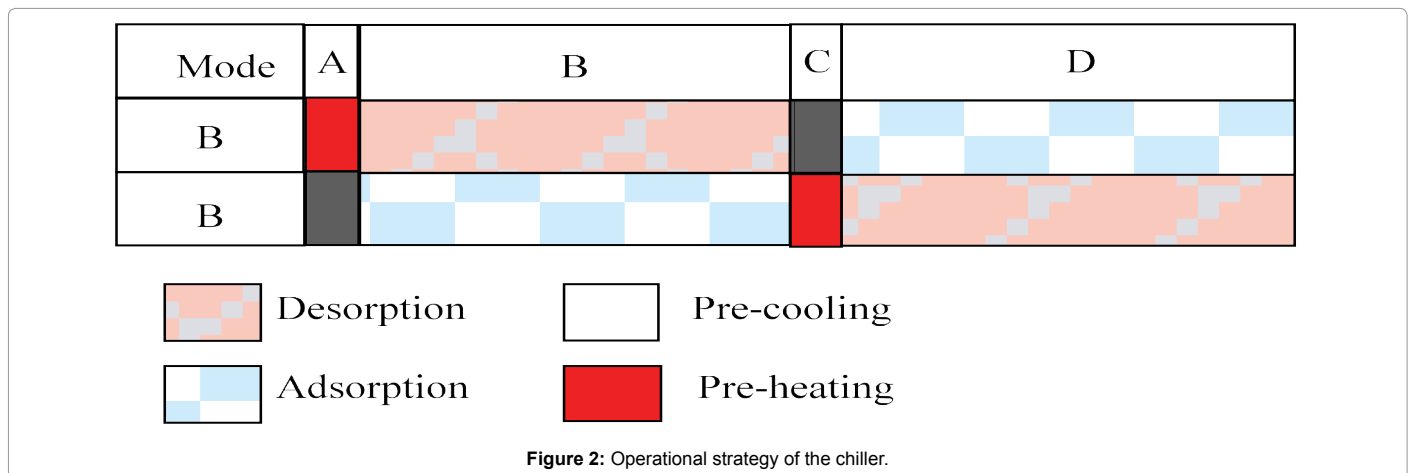 Mode A B C D
B
B
Desorption Pre-cooling
Adsorption Pre-heating
Figure 2: Operational strategy of the chiller.